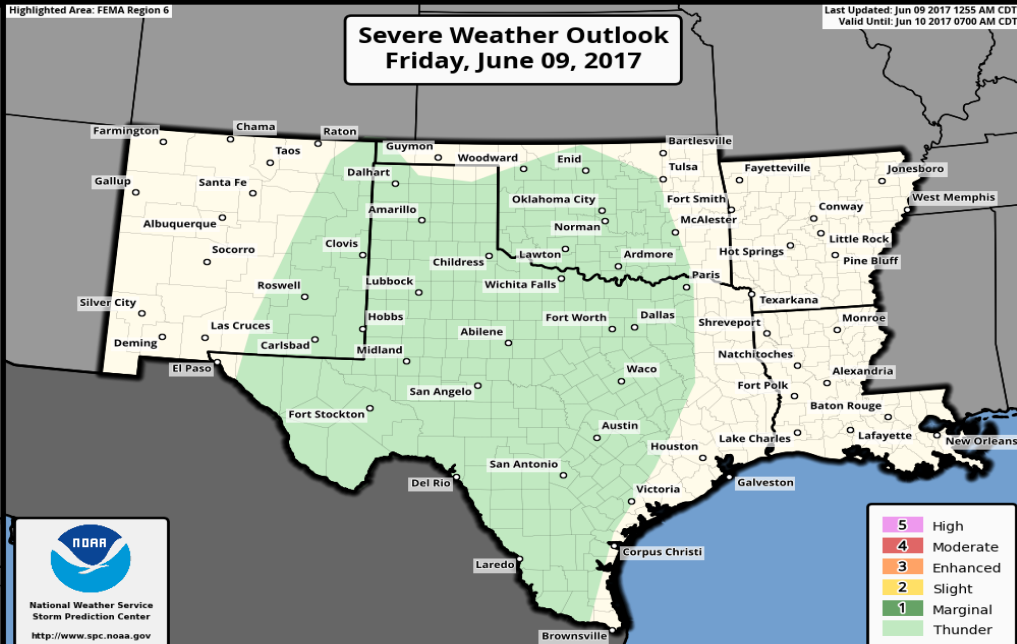 Highlighted Area: FEMA Region 6
Last Updated: Jun 09 2017 1255 AM CDT
Valid Until: Jun 10 2017 0700 AM CDT
Severe Weather Outlook
Friday, June 09, 2017
Farmington
Chama
Raton
Taos
Guymon
Woodward
Enid
Bartlesville
Tulsa
Fayetteville
Jonesboro
Gallup
Santa Fe
Dalhart
Oklahoma City
Fort Smith
West Memphis
Albuquerque
Amarillo
Norman
McAlester
Conway
Socorro
Clovis
Childress
Lawton
Ardmore
Hot Springs
Little Rock
Pine Bluff
Roswell
Lubbock
Wichita Falls
Paris
Texarkana
Silver City
Las Cruces
Hobbs
Abilene
Fort Worth
Dallas
Shreveport
Monroe
Deming
Carlsbad
Midland
Natchitoches
El Paso
San Angelo
Waco
Fort Polk
Alexandria
Fort Stockton
Austin
Baton Rouge
Houston
Lake Charles
Lafayette
New Orleans
Del Rio
San Antonio
Galveston
Victoria
Laredo
Corpus Christi
Brownsville
NOAA
National Weather Service
Storm Prediction Center
http://www.spc.noaa.gov
5 High
4 Moderate
3 Enhanced
2 Slight
1 Marginal
Thunder